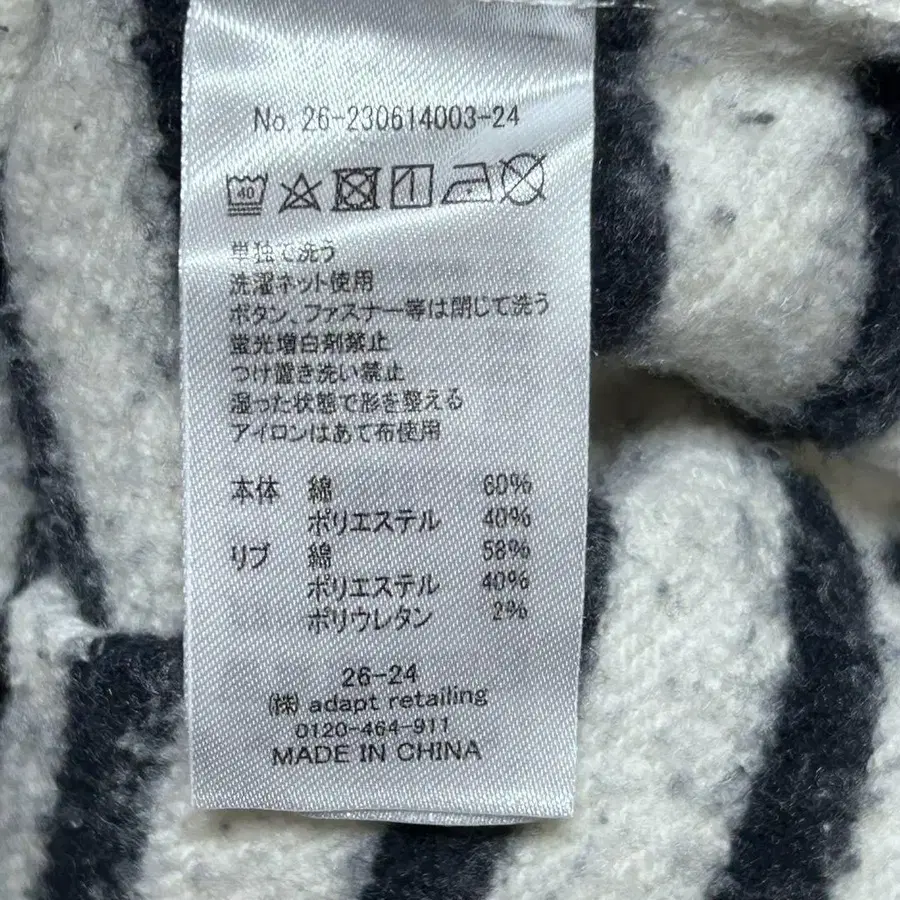 No. 26-230614003-24
40
単独で洗う
洗濯ネット使用
ボタン、ファスナー等は閉じて洗う
蛍光増白剤禁止
つけ置き洗い禁止
湿った状態で形を整える
アイロンはあて布使用
本体 綿 60%
ポリエステル 40%
リブ 綿 58%
ポリエステル 40%
ポリウレタン 2%
26-24
㈱ adapt retailing
0120-464-911
MADE IN CHINA